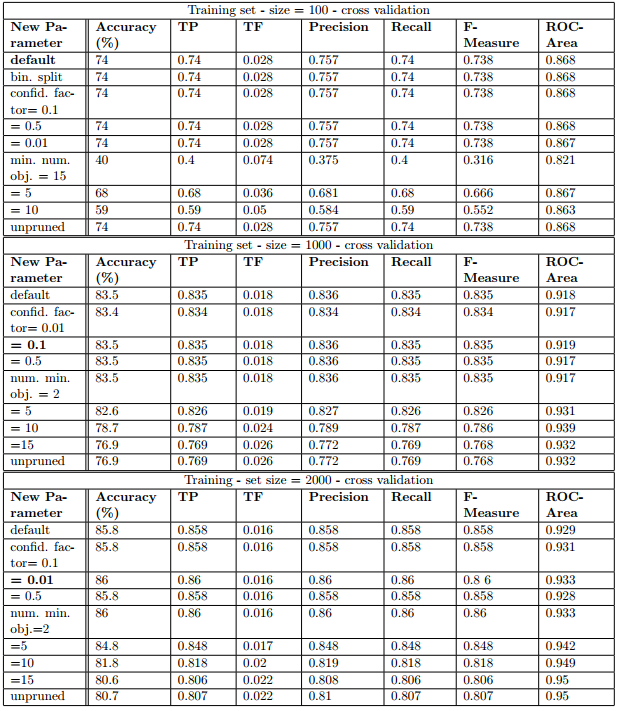 Training set - size = 100 - cross validation
New Pa- Accuracy TP TF Precision Recall F- ROC-
rameter (%) Measure Area
default 74 0.74 0.028 0.757 0.74 0.738 0.868
bin. split 74 0.74 0.028 0.757 0.74 0.738 0.868
confid. fac- 74 0.74 0.028 0.757 0.74 0.738 0.868
tor= 0.1
= 0.5 74 0.74 0.028 0.757 0.74 0.738 0.868
= 0.01 74 0.74 0.028 0.757 0.74 0.738 0.867
min. num. 40 0.4 0.074 0.375 0.4 0.316 0.821
obj. = 15
= 5 68 0.68 0.036 0.681 0.68 0.666 0.867
= 10 59 0.59 0.05 0.584 0.59 0.552 0.863
unpruned 74 0.74 0.028 0.757 0.74 0.738 0.868
Training set - size = 1000 - cross validation
New Pa- Accuracy TP TF Precision Recall F- ROC-
rameter (%) Measure Area
default 83.5 0.835 0.018 0.836 0.835 0.835 0.918
confid. fac- 83.4 0.834 0.018 0.834 0.834 0.834 0.917
tor= 0.01
= 0.1 83.5 0.835 0.018 0.836 0.835 0.835 0.919
= 0.5 83.5 0.835 0.018 0.836 0.835 0.835 0.917
num. min. 83.5 0.835 0.018 0.836 0.835 0.835 0.917
obj. = 2
= 5 82.6 0.826 0.019 0.827 0.826 0.826 0.931
= 10 78.7 0.787 0.024 0.789 0.787 0.786 0.939
=15 76.9 0.769 0.026 0.772 0.769 0.768 0.932
unpruned 76.9 0.769 0.026 0.772 0.769 0.768 0.932
Training - set size = 2000 - cross validation
New Pa- Accuracy TP TF Precision Recall F- ROC-
rameter (%) Measure Area
default 85.8 0.858 0.016 0.858 0.858 0.858 0.929
confid. fac- 85.8 0.858 0.016 0.858 0.858 0.858 0.931
tor= 0.1
= 0.01 86 0.86 0.016 0.86 0.86 0.8 6 0.933
= 0.5 85.8 0.858 0.016 0.858 0.858 0.858 0.928
num. min. 86 0.86 0.016 0.86 0.86 0.86 0.933
obj.=2
=5 84.8 0.848 0.017 0.848 0.848 0.848 0.942
=10 81.8 0.818 0.02 0.819 0.818 0.818 0.949
=15 80.6 0.806 0.022 0.808 0.806 0.806 0.95
unpruned 80.7 0.807 0.022 0.81 0.807 0.807 0.95